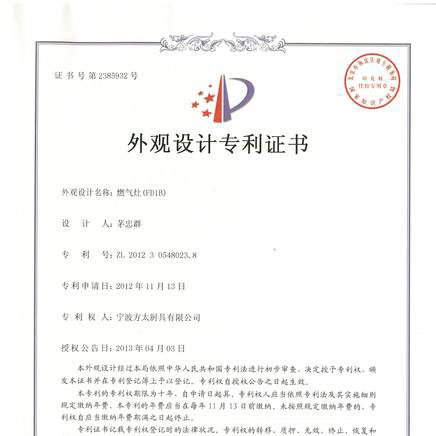 证书号第2385932号
外观设计专利证书
外观设计名称：燃气灶(FD1B)
设 计 人：茅忠群
专 利 号：ZL 2012 3 0548023.8
专利申请日：2012年11月13日
专 利 权 人：宁波方太厨具有限公司
授权公告日：2013年04月03日
本外观设计经过本局依照中华人民共和国专利法进行初步审查，决定授予专利权，颁
发本证书并在专利登记簿上予以登记。专利权自授权公告之日起生效。
本专利的专利权期限为十年，自申请日起算。专利权人应当依照专利法及其实施细则
规定缴纳年费。本专利的年费应当在每年11月13日前缴纳。未按照规定缴纳年费的，专
利权自应当缴纳年费期满之日起终止。
专利证书记载专利权登记时的法律状况。专利权的转移、质押、无效、终止、恢复和